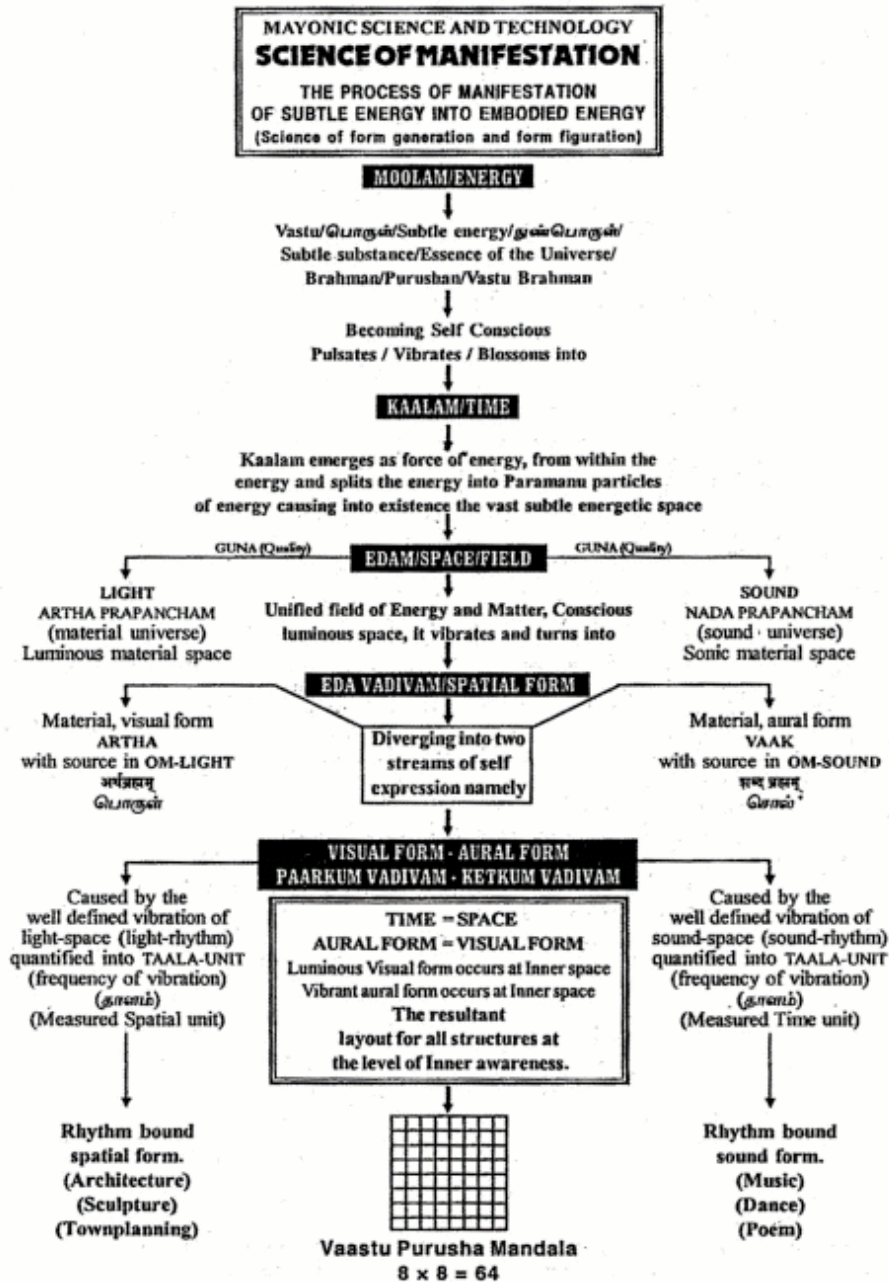 MAYONIC SCIENCE AND TECHNOLOGY
SCIENCE OF MANIFESTATION
THE PROCESS OF MANIFESTATION
OF SUBTLE ENERGY INTO EMBODIED ENERGY
(Science of form generation and form figuration)
MOOLAM/ENERGY
Vastu/பொருள்/Subtle energy/நுண்பொருள்/
Subtle substance/Essence of the Universe/
Brahman/Purushan/Vastu Brahman
Becoming Self Conscious
Pulsates / Vibrates / Blossoms into
KAALAM/TIME
Kaalam emerges as force of energy, from within the
energy and splits the energy into Paramanu particles
of energy causing into existence the vast subtle energetic space
GUNA (Quality)
EDAM/SPACE/FIELD
GUNA (Quality)
LIGHT
ARTHA PRAPANCHAM
(material universe)
Luminous material space
Unified field of Energy and Matter, Conscious
luminous space, it vibrates and turns into
SOUND
NADA PRAPANCHAM
(sound universe)
Sonic material space
EDA VADIVAM/SPATIAL FORM
Material, visual form
ARTHA
with source in OM-LIGHT
अर्थब्रह्मम्
பொருள்
Diverging into two
streams of self
expression namely
Material, aural form
VAAK
with source in OM-SOUND
शब्द ब्रह्मम्
சொல்
VISUAL FORM - AURAL FORM
PAARKUM VADIVAM - KETKUM VADIVAM
Caused by the
well defined vibration of
light-space (light-rhythm)
quantified into TAALA-UNIT
(frequency of vibration)
(தாளம்)
(Measured Spatial unit)
TIME = SPACE
AURAL FORM = VISUAL FORM
Luminous Visual form occurs at Inner space
Vibrant aural form occurs at Inner space
The resultant
layout for all structures at
the level of Inner awareness.
Caused by the
well defined vibration of
sound-space (sound-rhythm)
quantified into TAALA-UNIT
(frequency of vibration)
(தாளம்)
(Measured Time unit)
Rhythm bound
spatial form.
(Architecture)
(Sculpture)
(Townplanning)
Rhythm bound
sound form.
(Music)
(Dance)
(Poem)
Vaastu Purusha Mandala
8 x 8 = 64